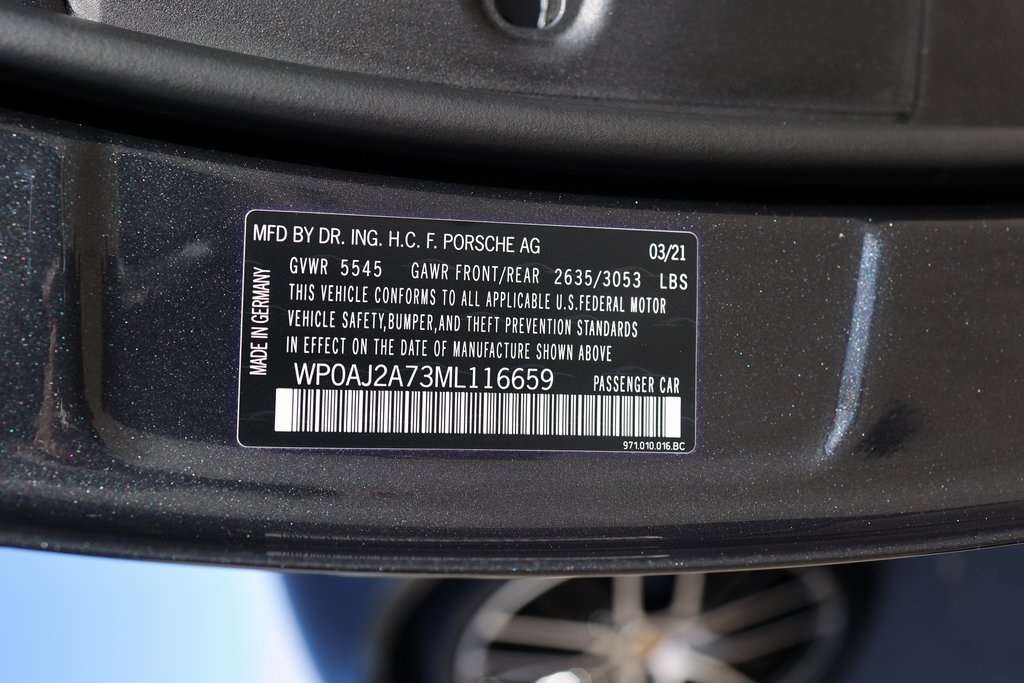 MFD BY DR. ING. H.C. F. PORSCHE AG 03/21
GVWR 5545 GAWR FRONT/REAR 2635/3053 LBS
THIS VEHICLE CONFORMS TO ALL APPLICABLE U.S.FEDERAL MOTOR
VEHICLE SAFETY,BUMPER,AND THEFT PREVENTION STANDARDS
IN EFFECT ON THE DATE OF MANUFACTURE SHOWN ABOVE
WP0AJ2A73ML116659 PASSENGER CAR
971.010.016.BC
MADE IN GERMANY